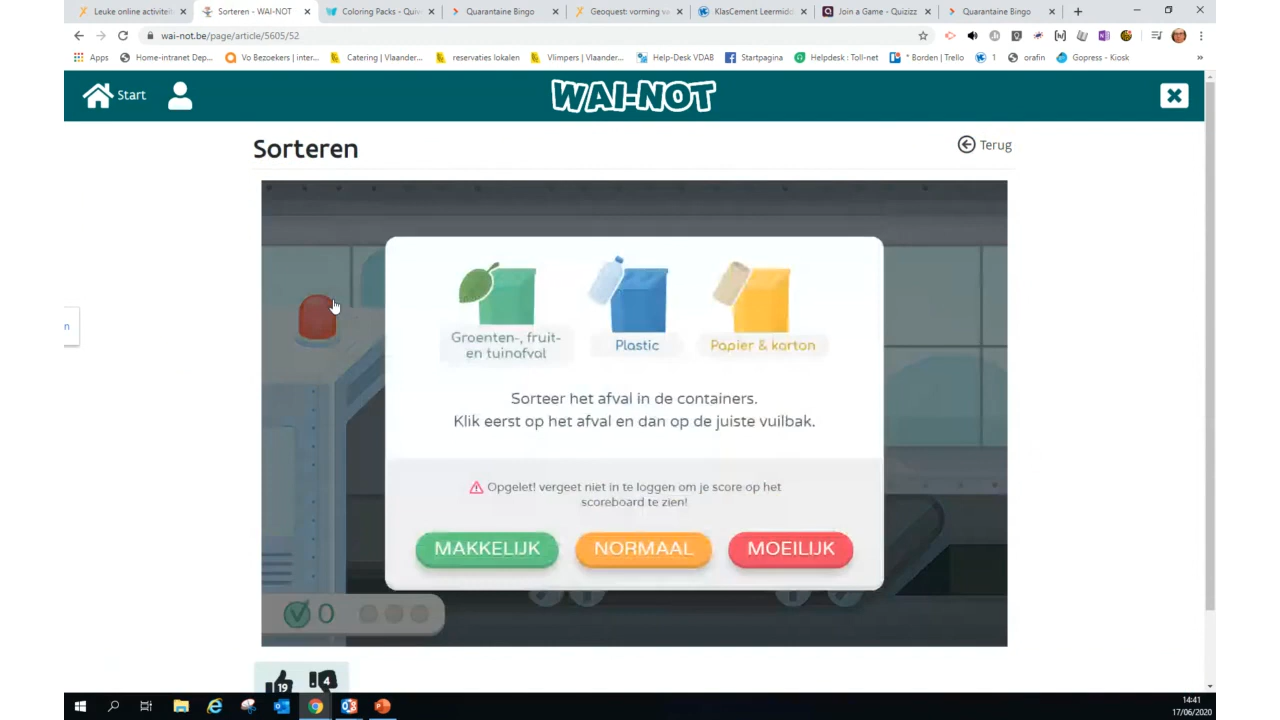 Leuke online activiteit
Sorteren - WAI-NOT
Coloring Packs - Quiv
Quarantaine Bingo
Geoquest: vorming va
KlasCement Leermidd
Join a Game - Quizizz
Quarantaine Bingo
wai-not.be/page/article/5605/52
Apps
Home-intranet Dep...
Vo Bezoekers | inter...
Catering | Vlaander...
reservaties lokalen
Vlimpers | Vlaander...
Help-Desk VDAB
Startpagina
Helpdesk : Toll-net
* Borden | Trello
1
orafin
Gopress - Kiosk
»
Start
WAI-NOT
Sorteren
Terug
n
Groenten-, fruit-
en tuinafval
Plastic
Papier & karton
Sorteer het afval in de containers.
Klik eerst op het afval en dan op de juiste vuilbak.
Opgelet! vergeet niet in te loggen om je score op het
scoreboard te zien!
MAKKELIJK
NORMAAL
MOEILIJK
0
19
4
14:41
17/06/2020